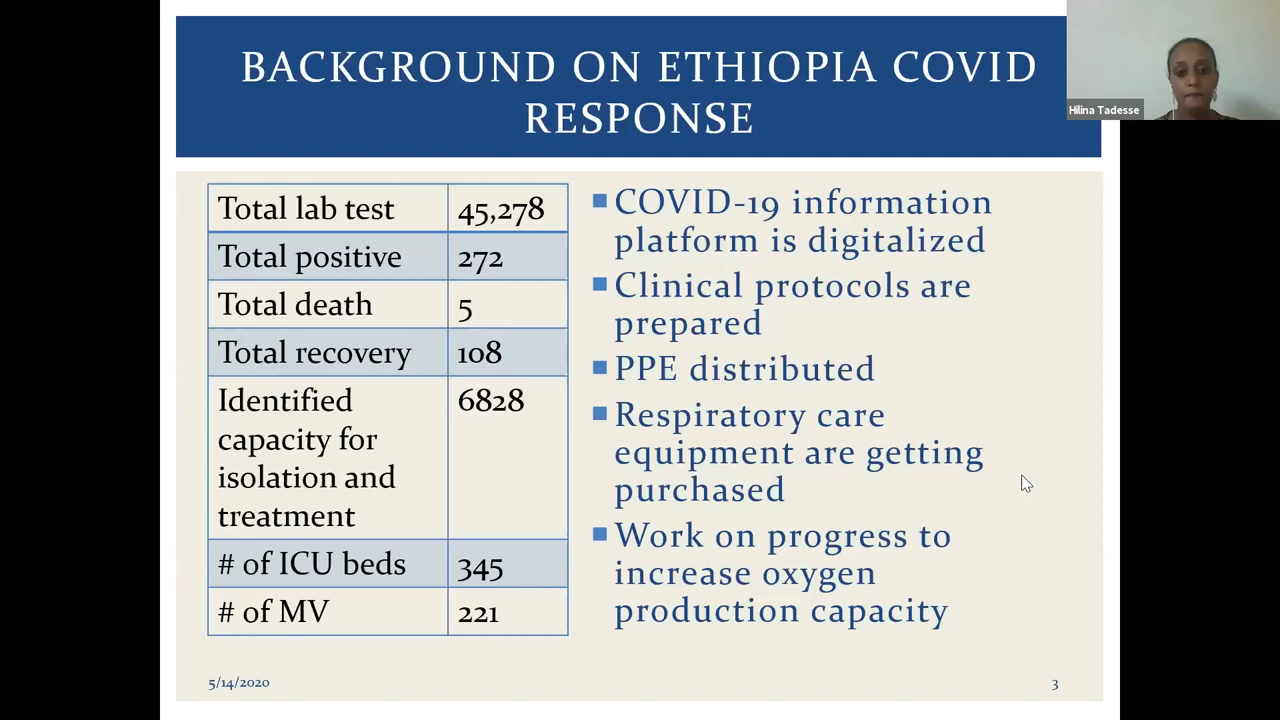 BACKGROUND ON ETHIOPIA COVID
RESPONSE
Hilina Tadesse
Total lab test 45,278
Total positive 272
Total death 5
Total recovery 108
Identified 6828
capacity for
isolation and
treatment
# of ICU beds 345
# of MV 221
COVID-19 information
platform is digitalized
Clinical protocols are
prepared
PPE distributed
Respiratory care
equipment are getting
purchased
Work on progress to
increase oxygen
production capacity
5/14/2020
3